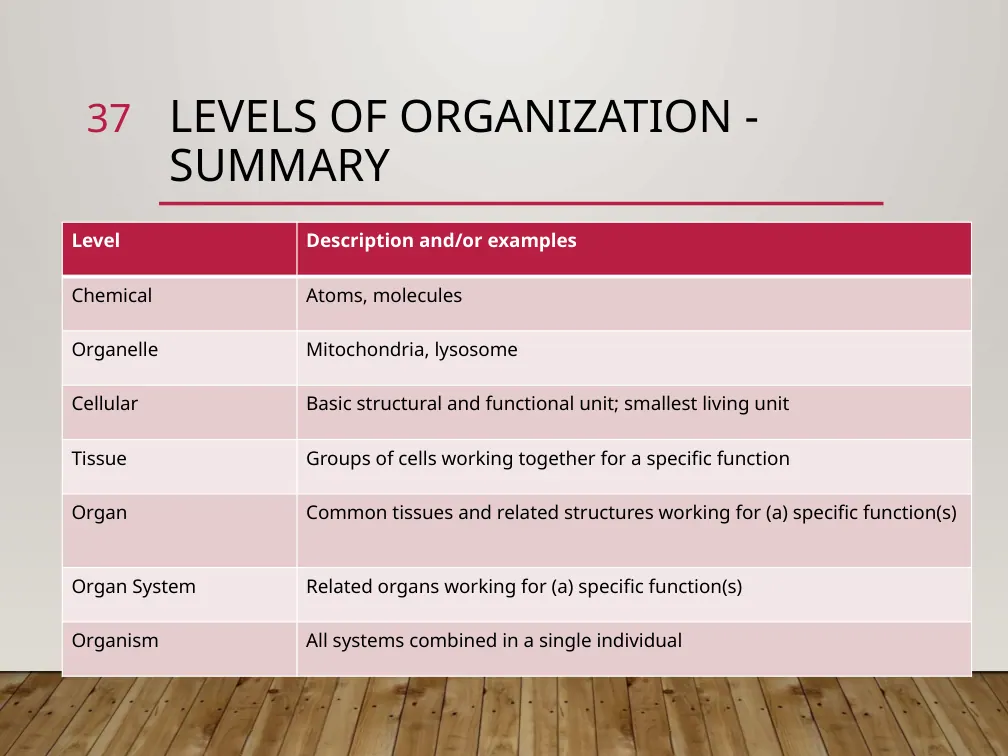 37
LEVELS OF ORGANIZATION -
SUMMARY
Level Description and/or examples
Chemical Atoms, molecules
Organelle Mitochondria, lysosome
Cellular Basic structural and functional unit; smallest living unit
Tissue Groups of cells working together for a specific function
Organ Common tissues and related structures working for (a) specific function(s)
Organ System Related organs working for (a) specific function(s)
Organism All systems combined in a single individual